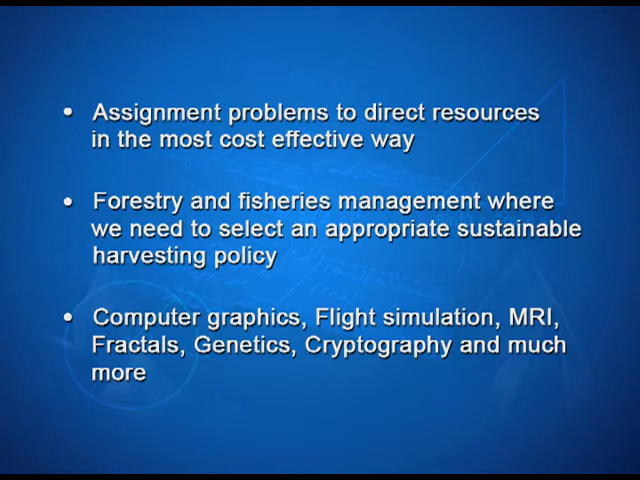 • Assignment problems to direct resources
in the most cost effective way
• Forestry and fisheries management where
we need to select an appropriate sustainable
harvesting policy
• Computer graphics, Flight simulation, MRI,
Fractals, Genetics, Cryptography and much
more